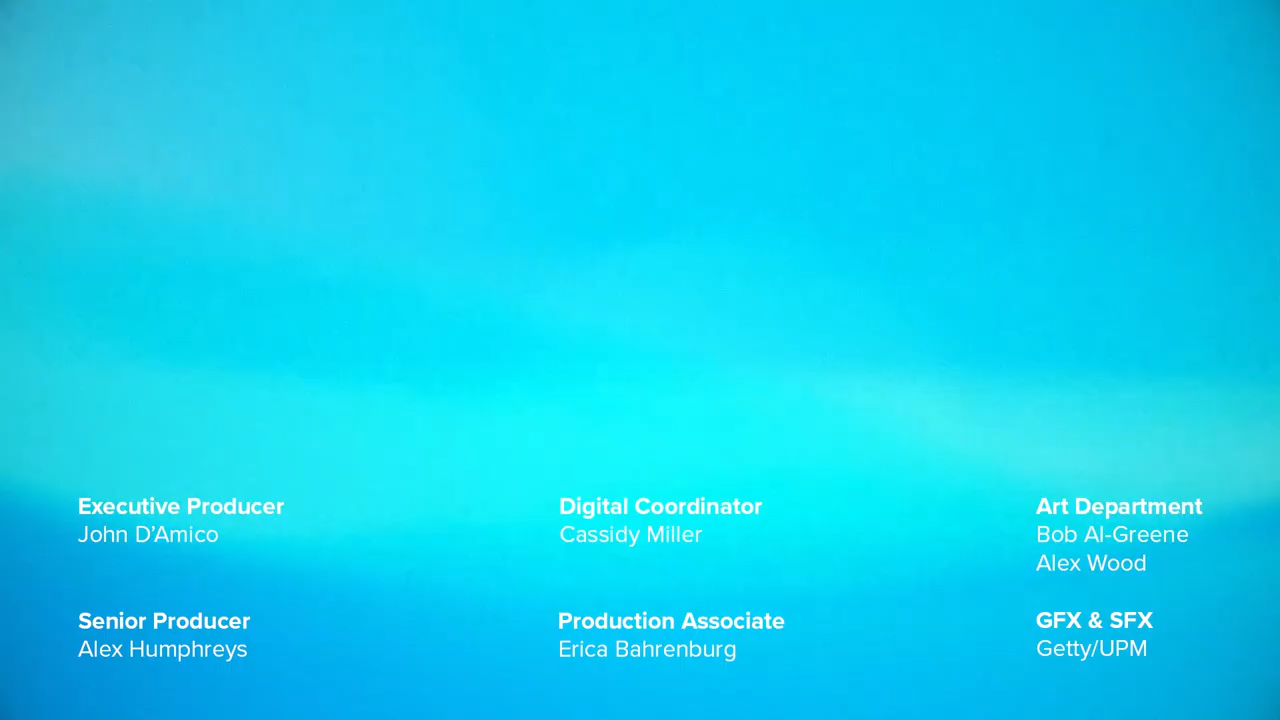 Executive Producer
John D’Amico
Digital Coordinator
Cassidy Miller
Art Department
Bob Al-Greene
Alex Wood
Senior Producer
Alex Humphreys
Production Associate
Erica Bahrenburg
GFX & SFX
Getty/UPM